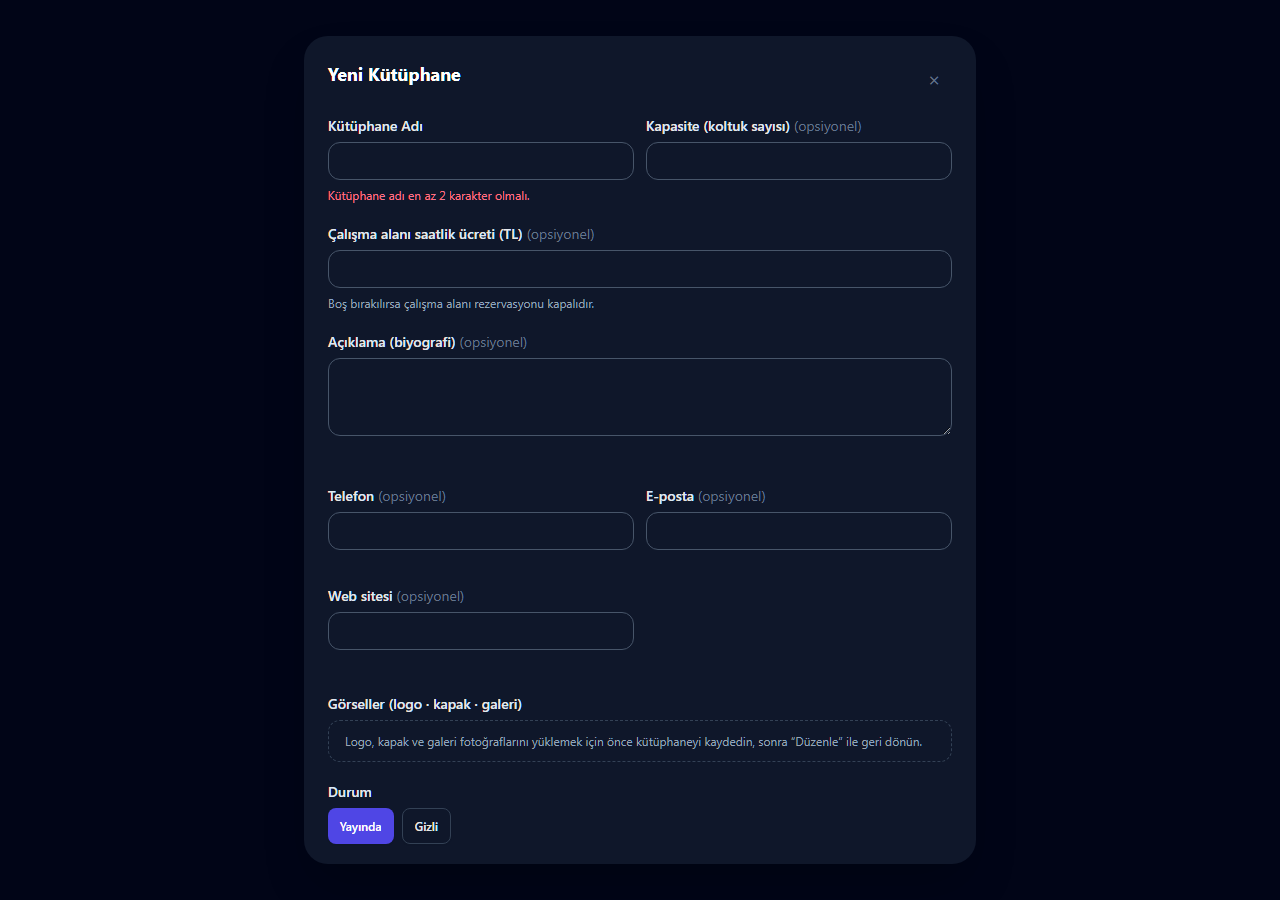 Yeni Kütüphane
×
Kütüphane Adı
Kapasite (koltuk sayısı) (opsiyonel)
Kütüphane adı en az 2 karakter olmalı.
Çalışma alanı saatlik ücreti (TL) (opsiyonel)
Boş bırakılırsa çalışma alanı rezervasyonu kapalıdır.
Açıklama (biyografi) (opsiyonel)
Telefon (opsiyonel)
E-posta (opsiyonel)
Web sitesi (opsiyonel)
Görseller (logo · kapak · galeri)
Logo, kapak ve galeri fotoğraflarını yüklemek için önce kütüphaneyi kaydedin, sonra “Düzenle” ile geri dönün.
Durum
Yayında
Gizli